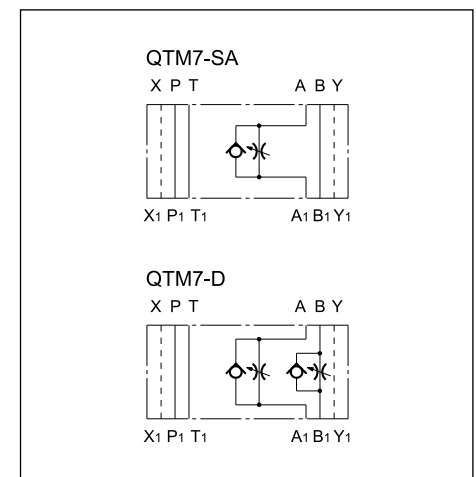 QTM7-SA
X P T A B Y
X1 P1 T1 A1 B1 Y1
QTM7-D
X P T A B Y
X1 P1 T1 A1 B1 Y1